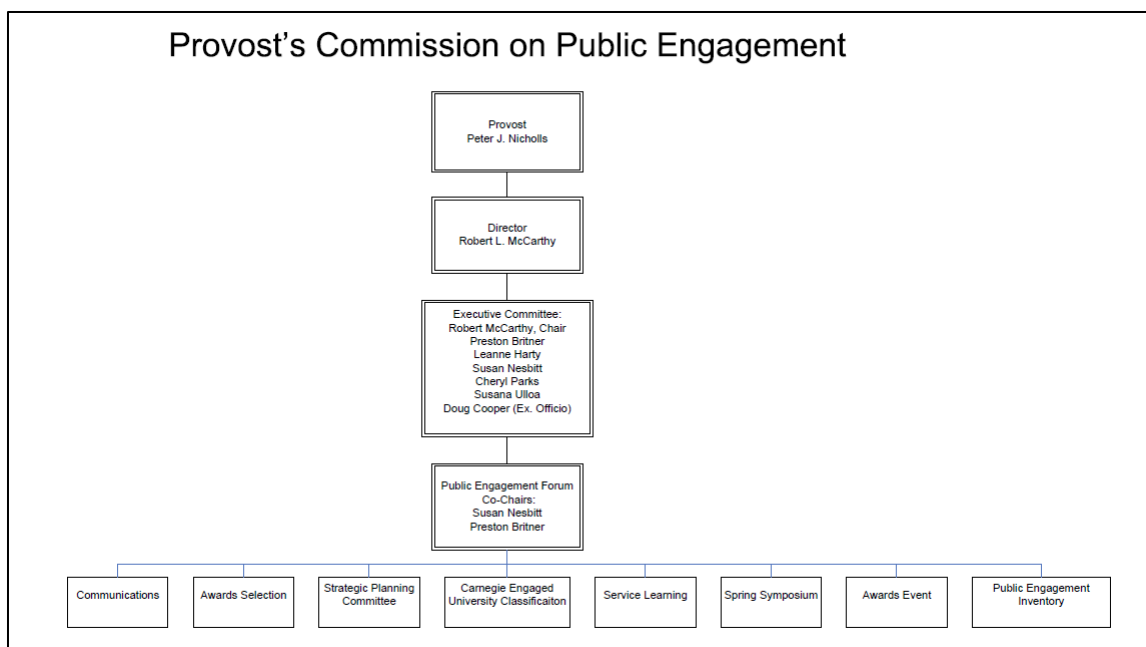 Provost's Commission on Public Engagement
Provost
Peter J. Nicholls
Director
Robert L. McCarthy
Executive Committee:
Robert McCarthy, Chair
Preston Britner
Leanne Harty
Susan Nesbitt
Cheryl Parks
Susana Ulloa
Doug Cooper (Ex. Officio)
Public Engagement Forum
Co-Chairs:
Susan Nesbitt
Preston Britner
Communications
Awards Selection
Strategic Planning
Committee
Carnegie Engaged
University Classificaiton
Service Learning
Spring Symposium
Awards Event
Public Engagement
Inventory